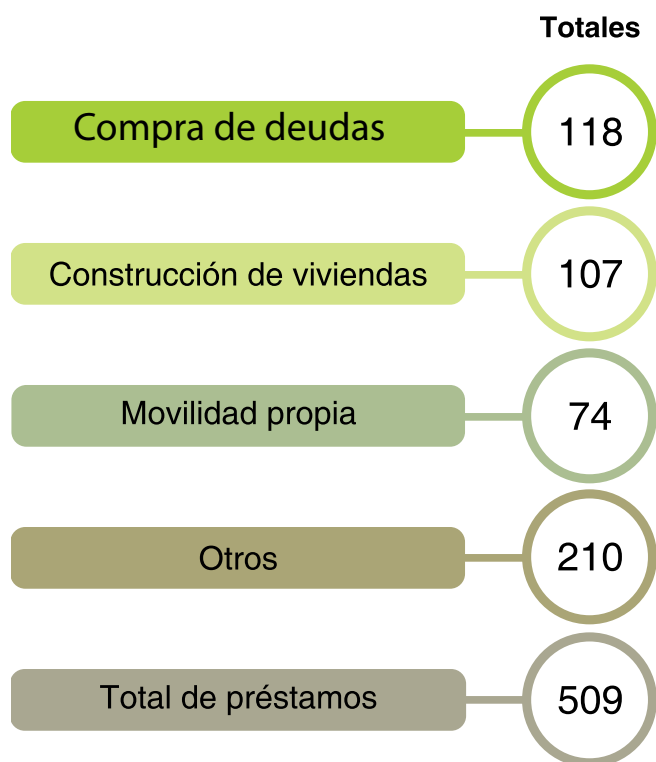 Totales
Compra de deudas 118
Construcción de viviendas 107
Movilidad propia 74
Otros 210
Total de préstamos 509